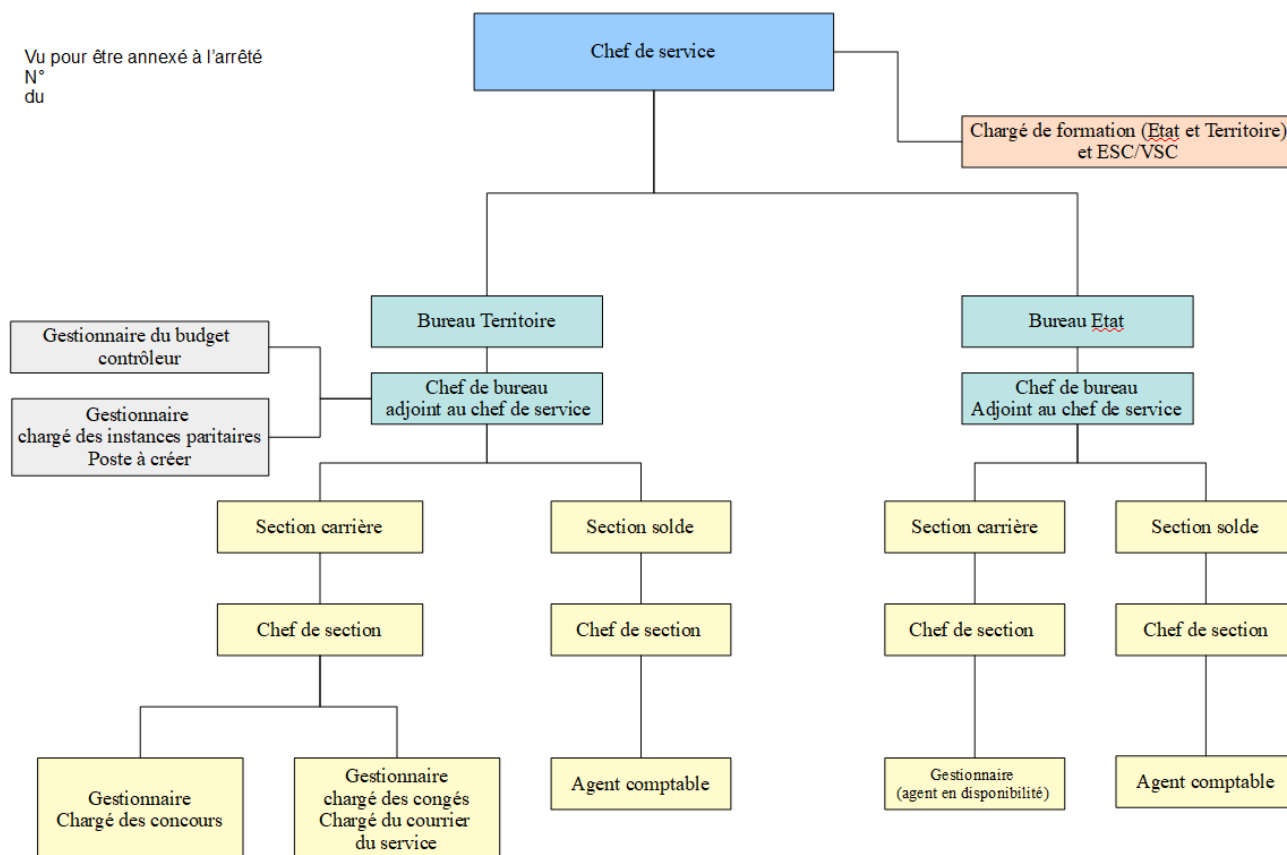 Vu pour être annexé à l'arrêté
N°
du
Chef de service
Chargé de formation (Etat et Territoire)
et ESC/VSC
Bureau Territoire
Bureau Etat
Gestionnaire du budget
contrôleur
Chef de bureau
adjoint au chef de service
Chef de bureau
Adjoint au chef de service
Gestionnaire
chargé des instances paritaires
Poste à créer
Section carrière
Section solde
Section carrière
Section solde
Chef de section
Chef de section
Chef de section
Chef de section
Gestionnaire
Chargé des concours
Gestionnaire
chargé des congés
Chargé du courrier
du service
Agent comptable
Gestionnaire
(agent en disponibilité)
Agent comptable